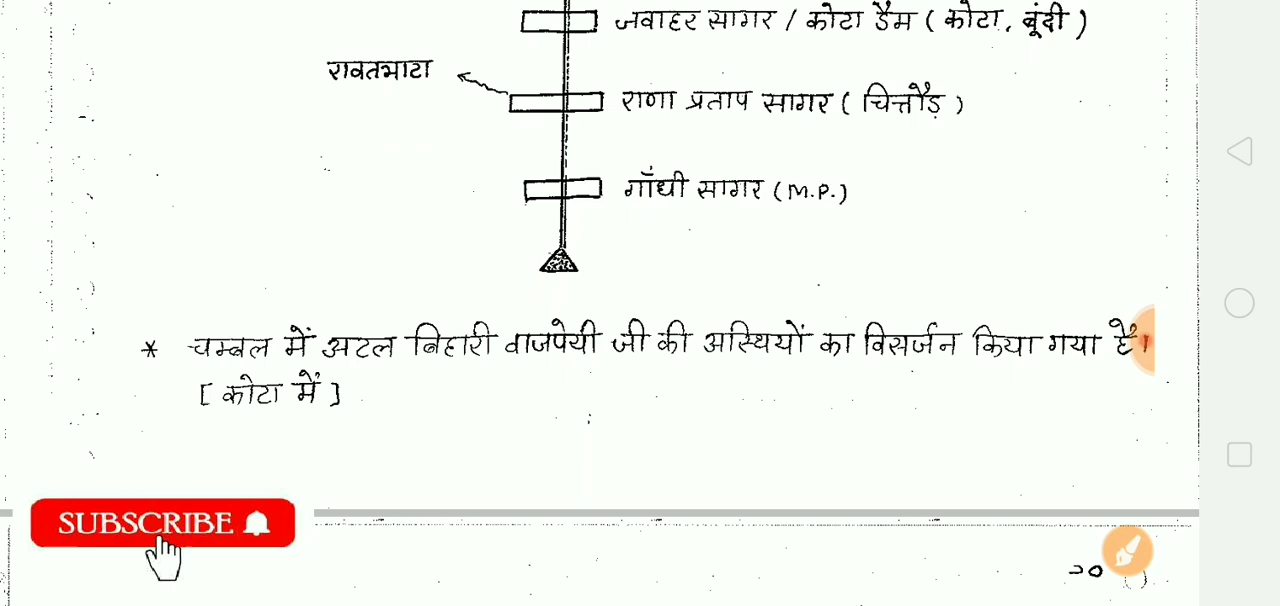 जवाहर सागर / कोटा डैम ( कोटा, बूंदी )
रावतभाटा
राणा प्रताप सागर ( चित्तौड़ )
गाँधी सागर ( M.P. )
* चम्बल में अटल बिहारी वाजपेयी जी की अस्थियों का विसर्जन किया गया है।
[ कोटा में ]
SUBSCRIBE